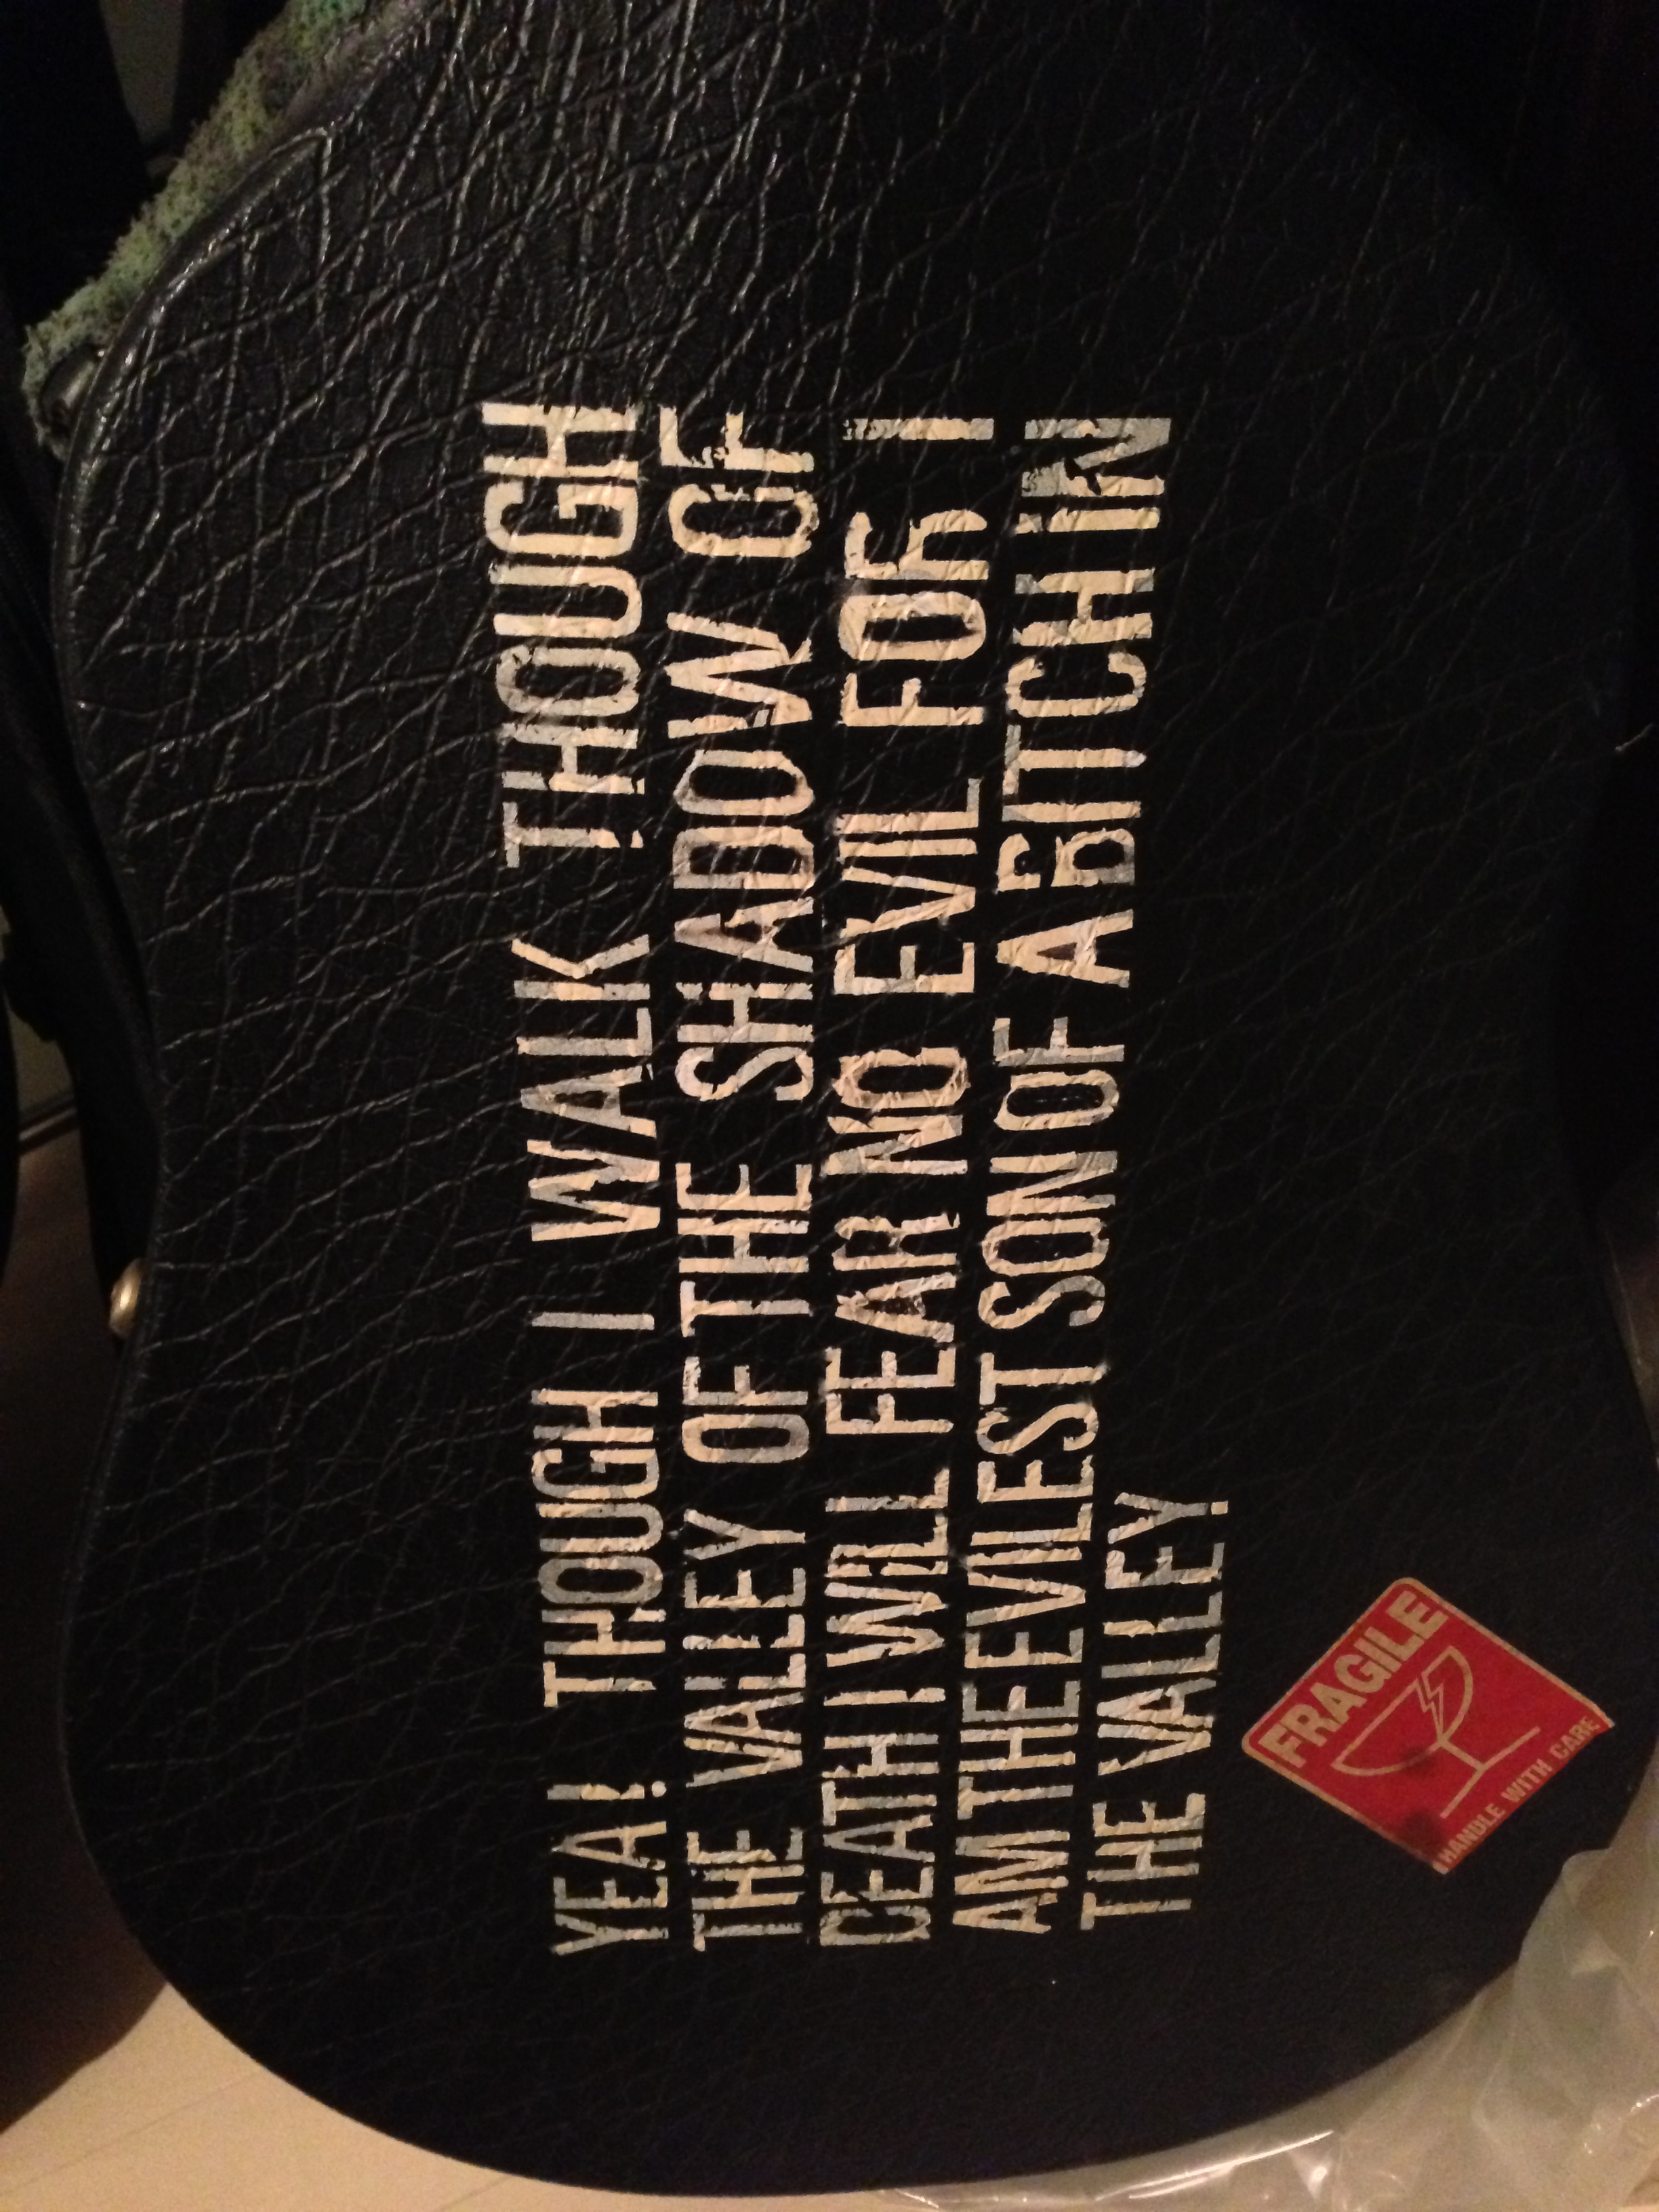 YEA! THOUGH I WALK THOUGH
THE VALLEY OF THE SHADOW OF
DEATH I WILL FEAR NO EVIL FOR I
AM THE EVILEST SON OF A BITCH IN
THE VALLEY!
FRAGILE
HANDLE WITH CARE